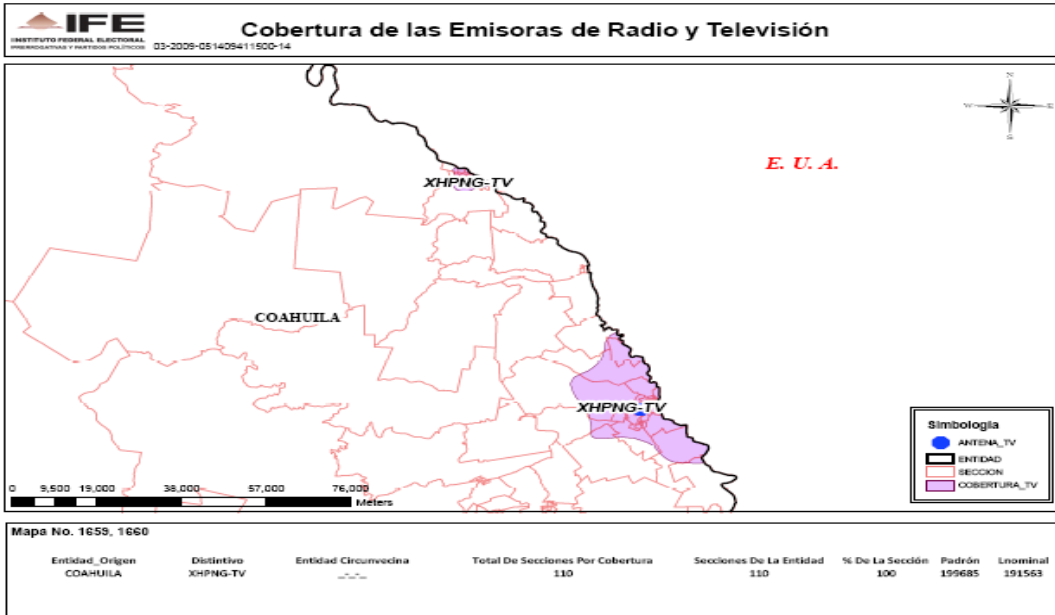 IFE
INSTITUTO FEDERAL ELECTORAL
PRERROGATIVAS Y PARTIDOS POLÍTICOS
03-2009-051409411500-14
Cobertura de las Emisoras de Radio y Televisión
N
W E
S
E. U. A.
XHPNG-TV
COAHUILA
XHPNG-TV
Simbología
ANTENA_TV
ENTIDAD
SECCION
COBERTURA_TV
0 9,500 19,000 38,000 57,000 76,000
Meters
Mapa No. 1659, 1660
Entidad_Origen Distintivo Entidad Circunvecina Total De Secciones Por Cobertura Secciones De La Entidad % De La Sección Padrón Lnominal
COAHUILA XHPNG-TV _-_-_ 110 110 100 199685 191563